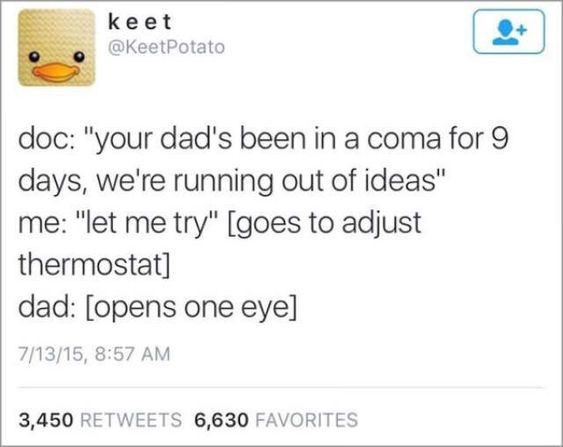 keet
@KeetPotato
doc: "your dad's been in a coma for 9
days, we're running out of ideas"
me: "let me try" [goes to adjust
thermostat]
dad: [opens one eye]
7/13/15, 8:57 AM
3,450 RETWEETS 6,630 FAVORITES